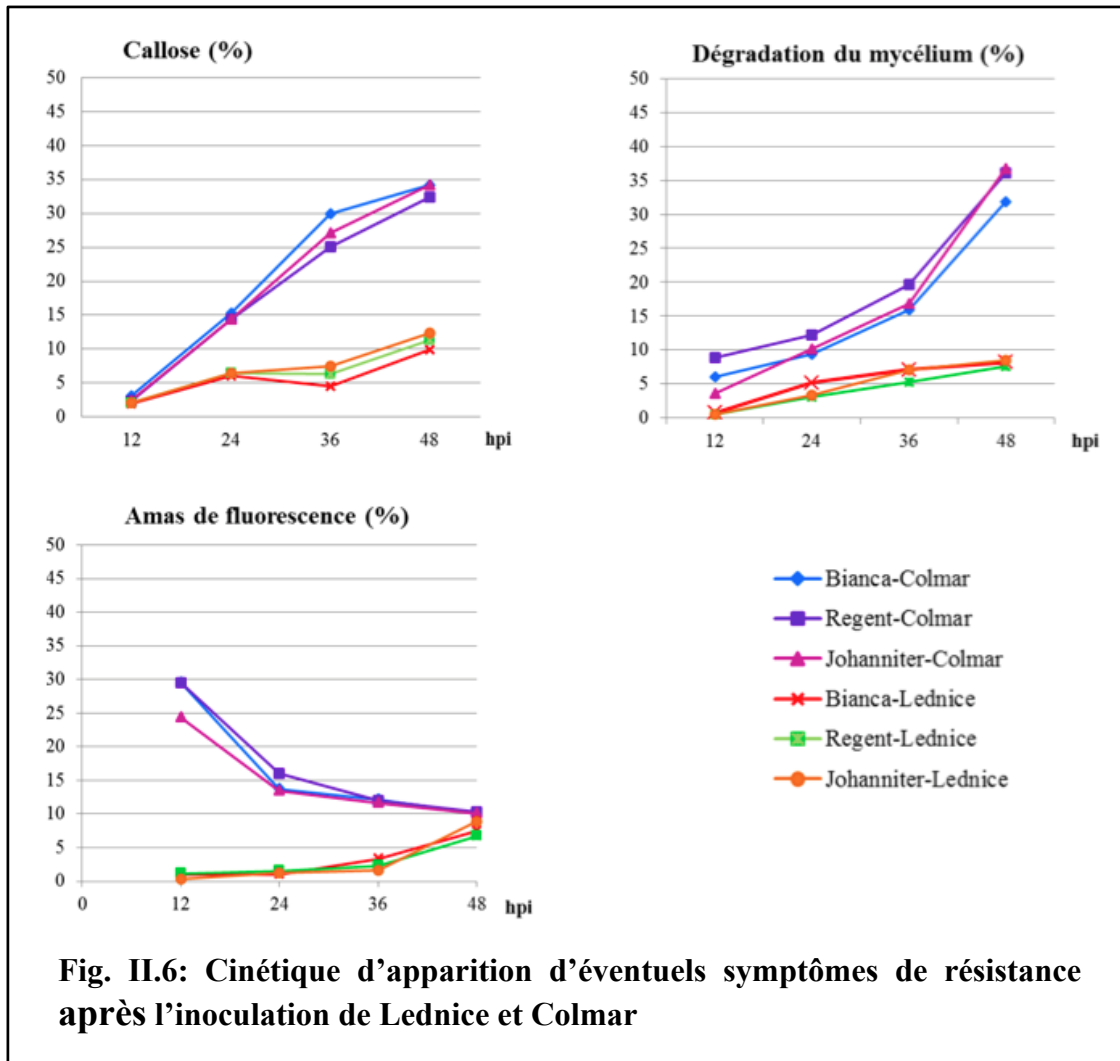 Callose (%)
50
45
40
35
30
25
20
15
10
5
0
12 24 36 48 hpi
Dégradation du mycélium (%)
50
45
40
35
30
25
20
15
10
5
0
12 24 36 48 hpi
Amas de fluorescence (%)
50
45
40
35
30
25
20
15
10
5
0
0 12 24 36 48 hpi
Bianca-Colmar
Regent-Colmar
Johanniter-Colmar
Bianca-Lednice
Regent-Lednice
Johanniter-Lednice
Fig. II.6: Cinétique d’apparition d’éventuels symptômes de résistance
après l’inoculation de Lednice et Colmar